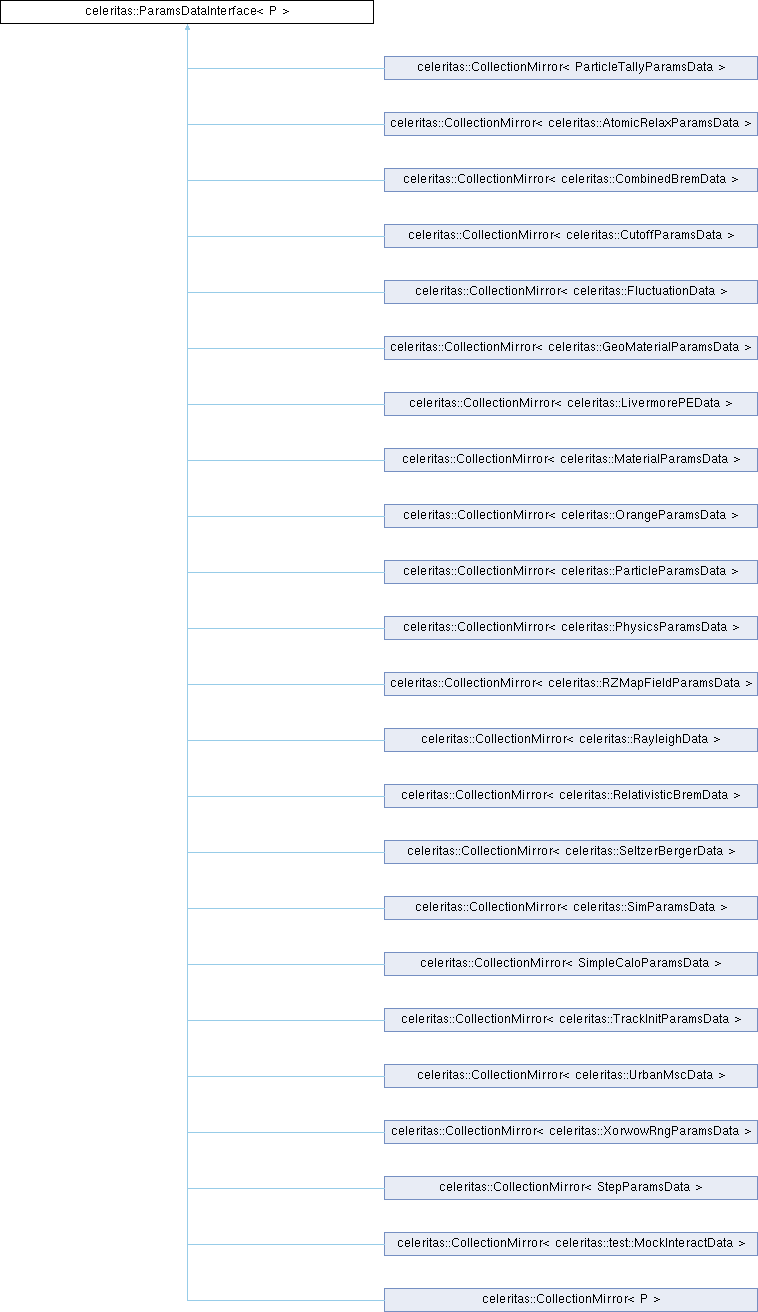 celeritas::ParamsDataInterface< P >
celeritas::CollectionMirror< ParticleTallyParamsData >
celeritas::CollectionMirror< celeritas::AtomicRelaxParamsData >
celeritas::CollectionMirror< celeritas::CombinedBremData >
celeritas::CollectionMirror< celeritas::CutoffParamsData >
celeritas::CollectionMirror< celeritas::FluctuationData >
celeritas::CollectionMirror< celeritas::GeoMaterialParamsData >
celeritas::CollectionMirror< celeritas::LivermorePEData >
celeritas::CollectionMirror< celeritas::MaterialParamsData >
celeritas::CollectionMirror< celeritas::OrangeParamsData >
celeritas::CollectionMirror< celeritas::ParticleParamsData >
celeritas::CollectionMirror< celeritas::PhysicsParamsData >
celeritas::CollectionMirror< celeritas::RZMapFieldParamsData >
celeritas::CollectionMirror< celeritas::RayleighData >
celeritas::CollectionMirror< celeritas::RelativisticBremData >
celeritas::CollectionMirror< celeritas::SeltzerBergerData >
celeritas::CollectionMirror< celeritas::SimParamsData >
celeritas::CollectionMirror< SimpleCaloParamsData >
celeritas::CollectionMirror< celeritas::TrackInitParamsData >
celeritas::CollectionMirror< celeritas::UrbanMscData >
celeritas::CollectionMirror< celeritas::XorwowRngParamsData >
celeritas::CollectionMirror< StepParamsData >
celeritas::CollectionMirror< celeritas::test::MockInteractData >
celeritas::CollectionMirror< P >